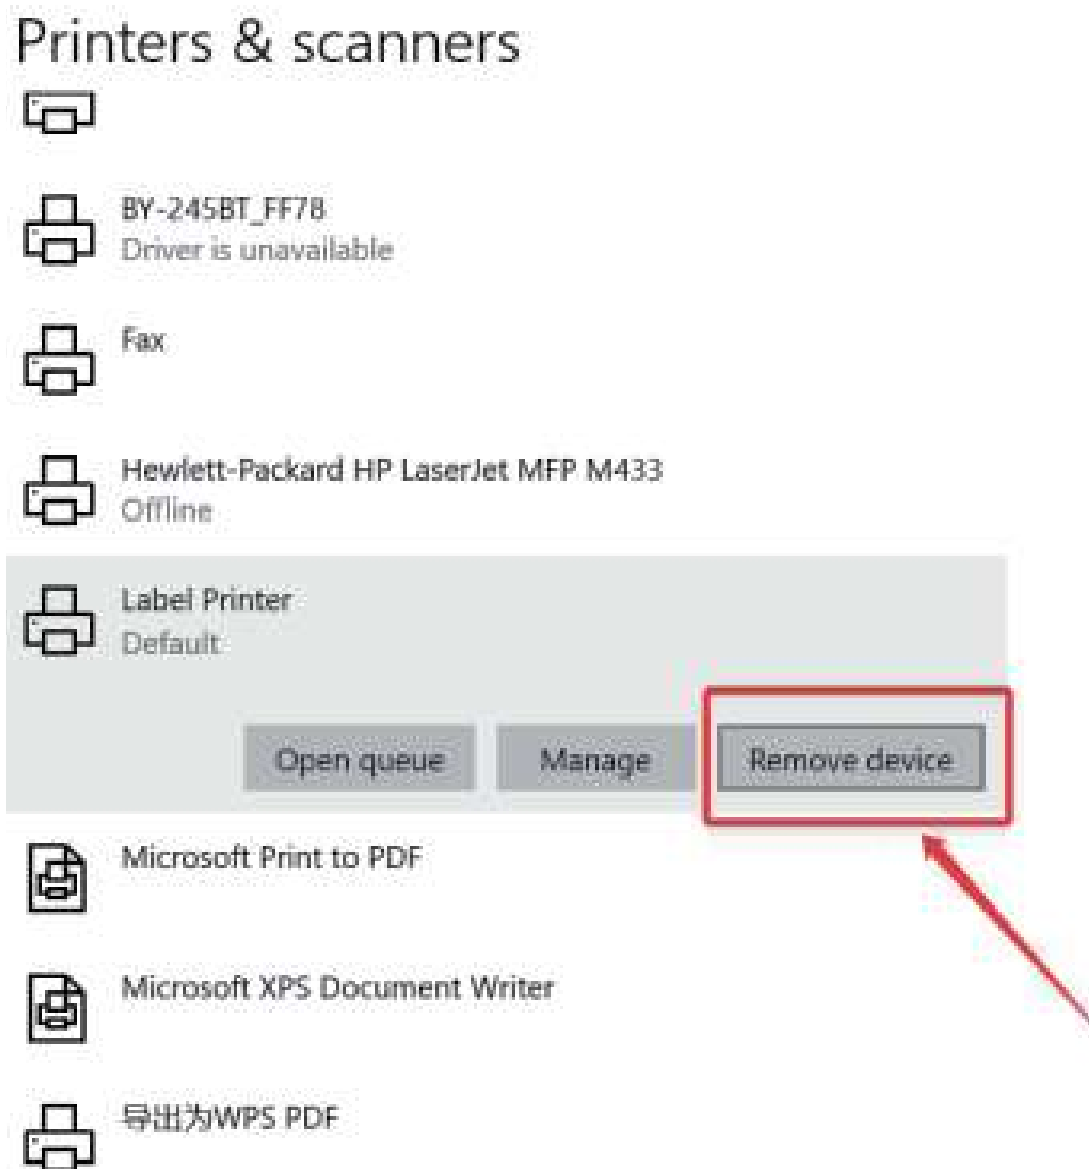 Printers & scanners
BY-245BT_FF78
Driver is unavailable
Fax
Hewlett-Packard HP LaserJet MFP M433
Offline
Label Printer
Default
Open queue
Manage
Remove device
Microsoft Print to PDF
Microsoft XPS Document Writer
导出为WPS PDF